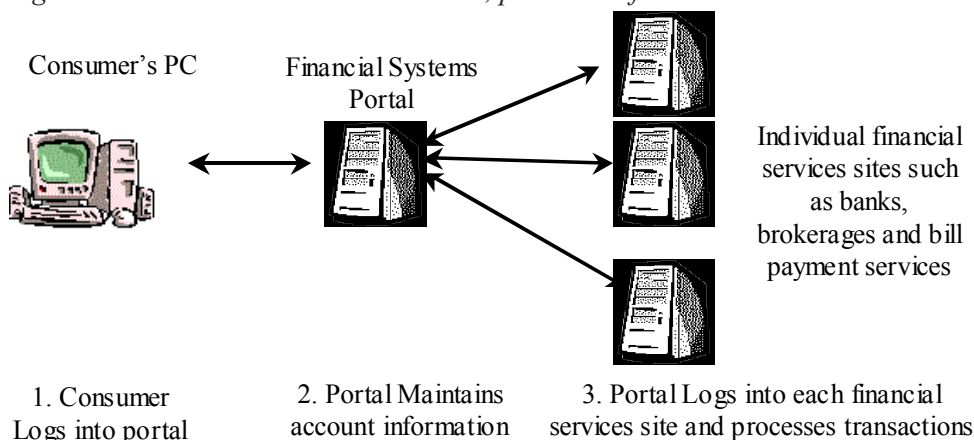 Consumer's PC
Financial Systems
Portal
Individual financial
services sites such
as banks,
brokerages and bill
payment services
1. Consumer
Logs into portal
2. Portal Maintains
account information
3. Portal Logs into each financial
services site and processes transactions